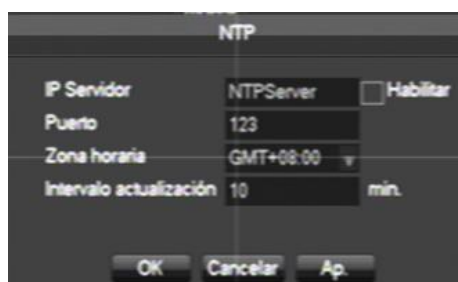 NTP
IP Servidor NTPServer Habilitar
Puerto 123
Zona horaria GMT+08:00
Intervalo actualización 10 min.
OK Cancelar Ap.